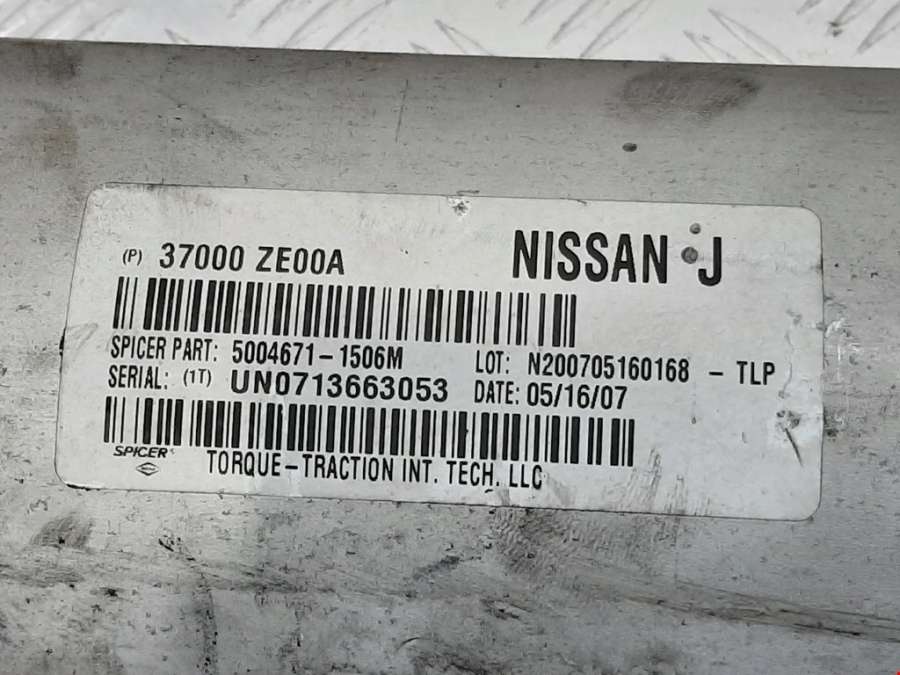 (P) 37000 ZE00A NISSAN J
SPICER PART: 5004671-1506M LOT: N200705160168 - TLP
SERIAL: (1T) UN0713663053 DATE: 05/16/07
SPICER
TORQUE-TRACTION INT. TECH. LLC